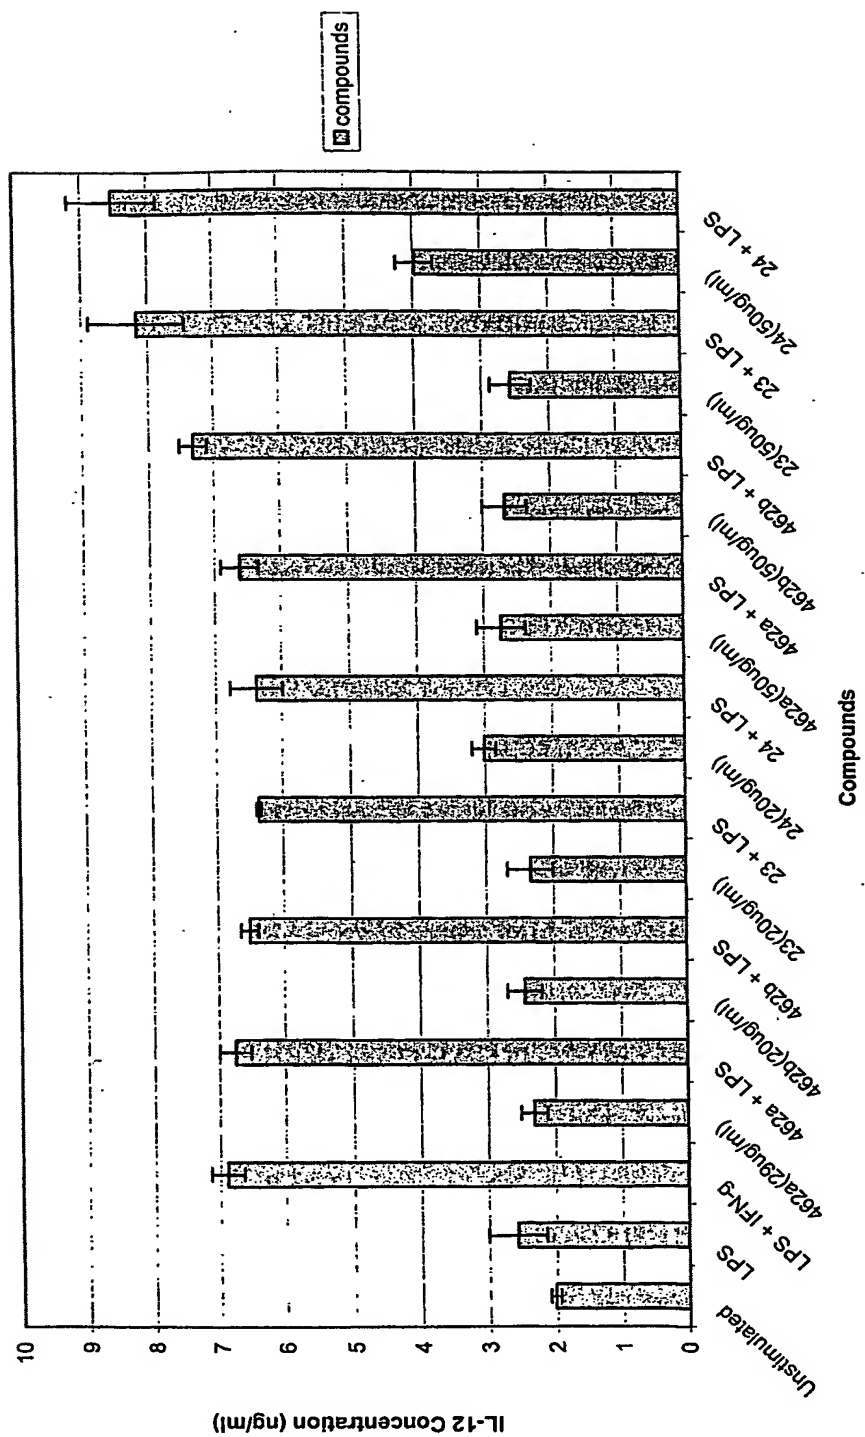 compounds
IL-12 Concentration (ng/ml)
10
9
8
7
6
5
4
3
2
1
0
Unstimulated
LPS
LPS + IFN-g
462a(29ug/ml)
462a + LPS
462b(20ug/ml)
462b + LPS
23(20ug/ml)
23 + LPS
24(20ug/ml)
24 + LPS
462a(50ug/ml)
462a + LPS
462b(50ug/ml)
462b + LPS
23(50ug/ml)
23 + LPS
24(50ug/ml)
24 + LPS
Compounds